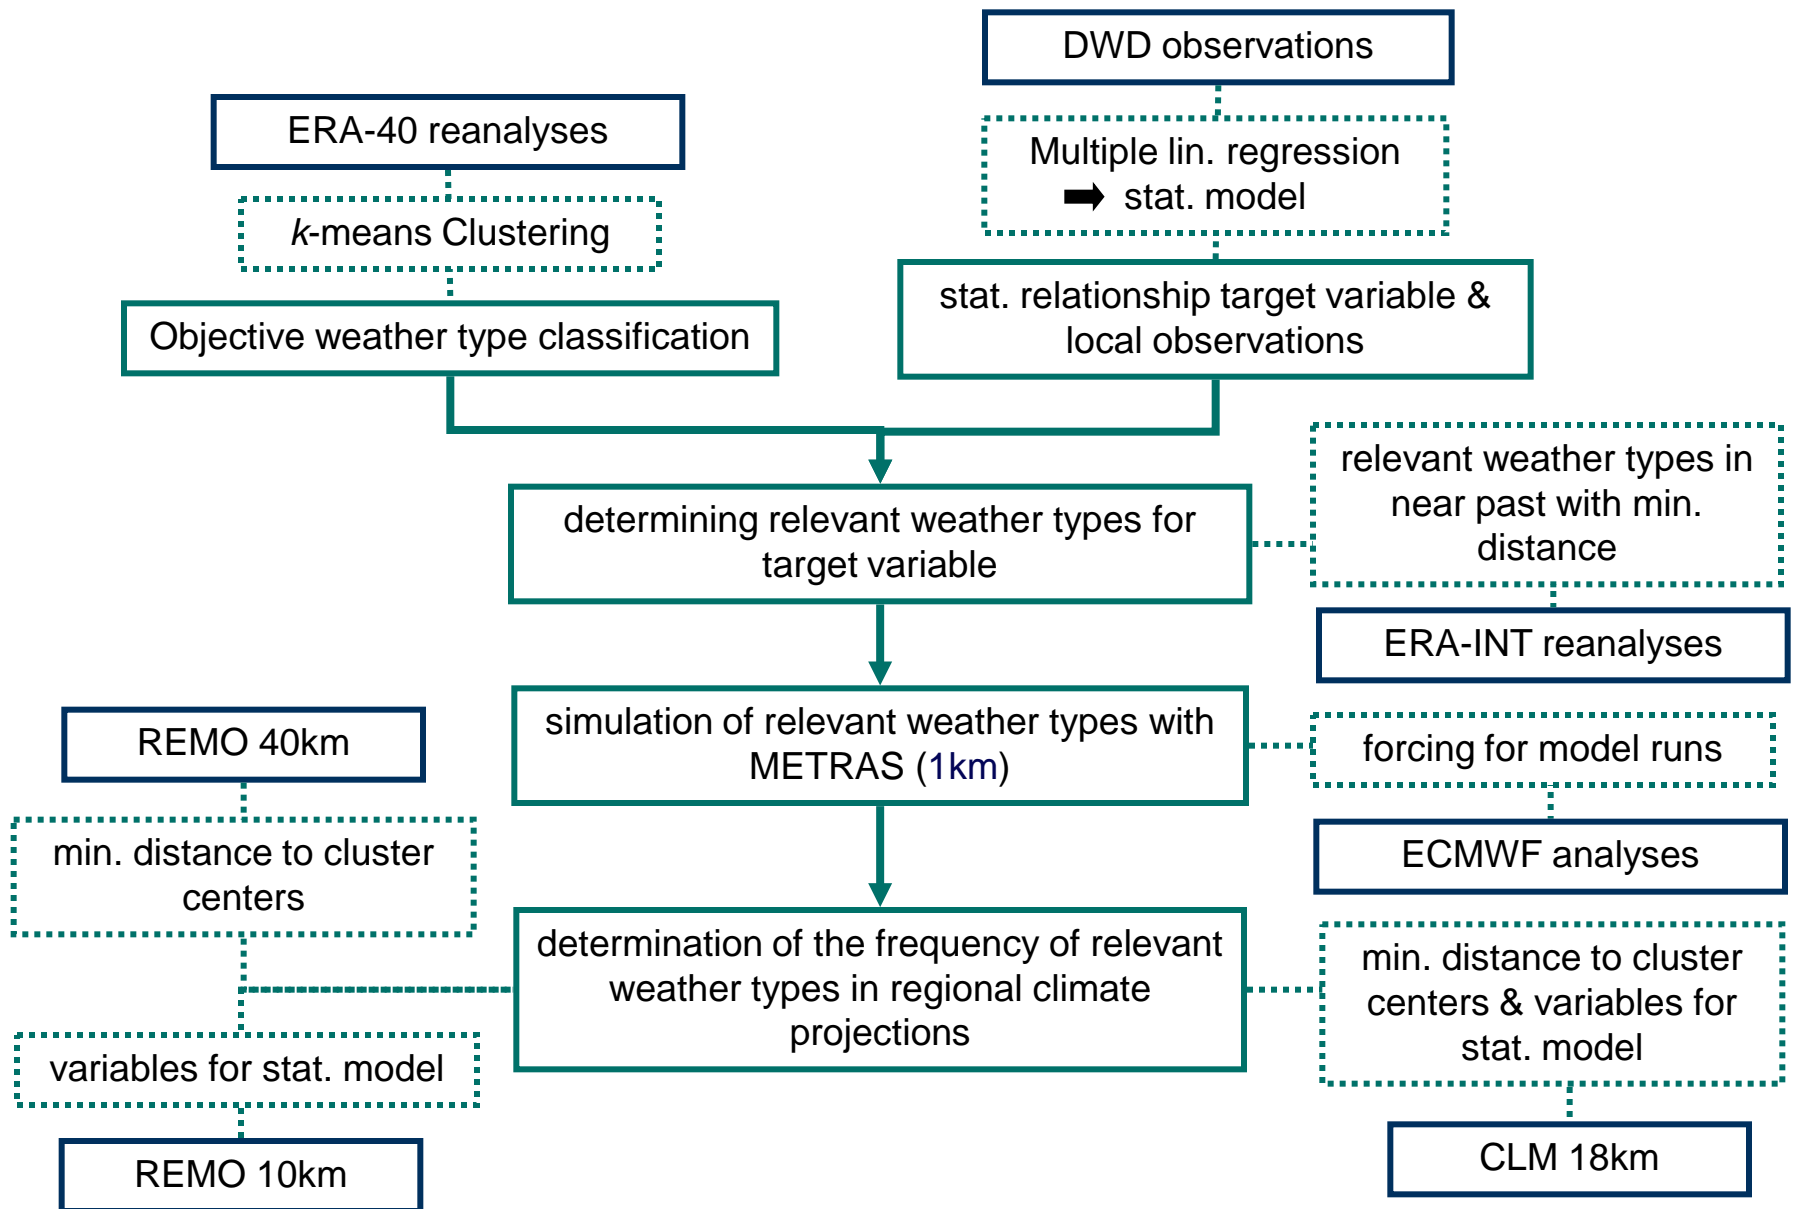 DWD observations
ERA-40 reanalyses
Multiple lin. regression
➡ stat. model
k-means Clustering
stat. relationship target variable &
local observations
Objective weather type classification
relevant weather types in
near past with min.
distance
determining relevant weather types for
target variable
ERA-INT reanalyses
simulation of relevant weather types with
METRAS (1km)
REMO 40km
forcing for model runs
ECMWF analyses
min. distance to cluster
centers
determination of the frequency of relevant
weather types in regional climate
projections
min. distance to cluster
centers & variables for
stat. model
variables for stat. model
REMO 10km
CLM 18km